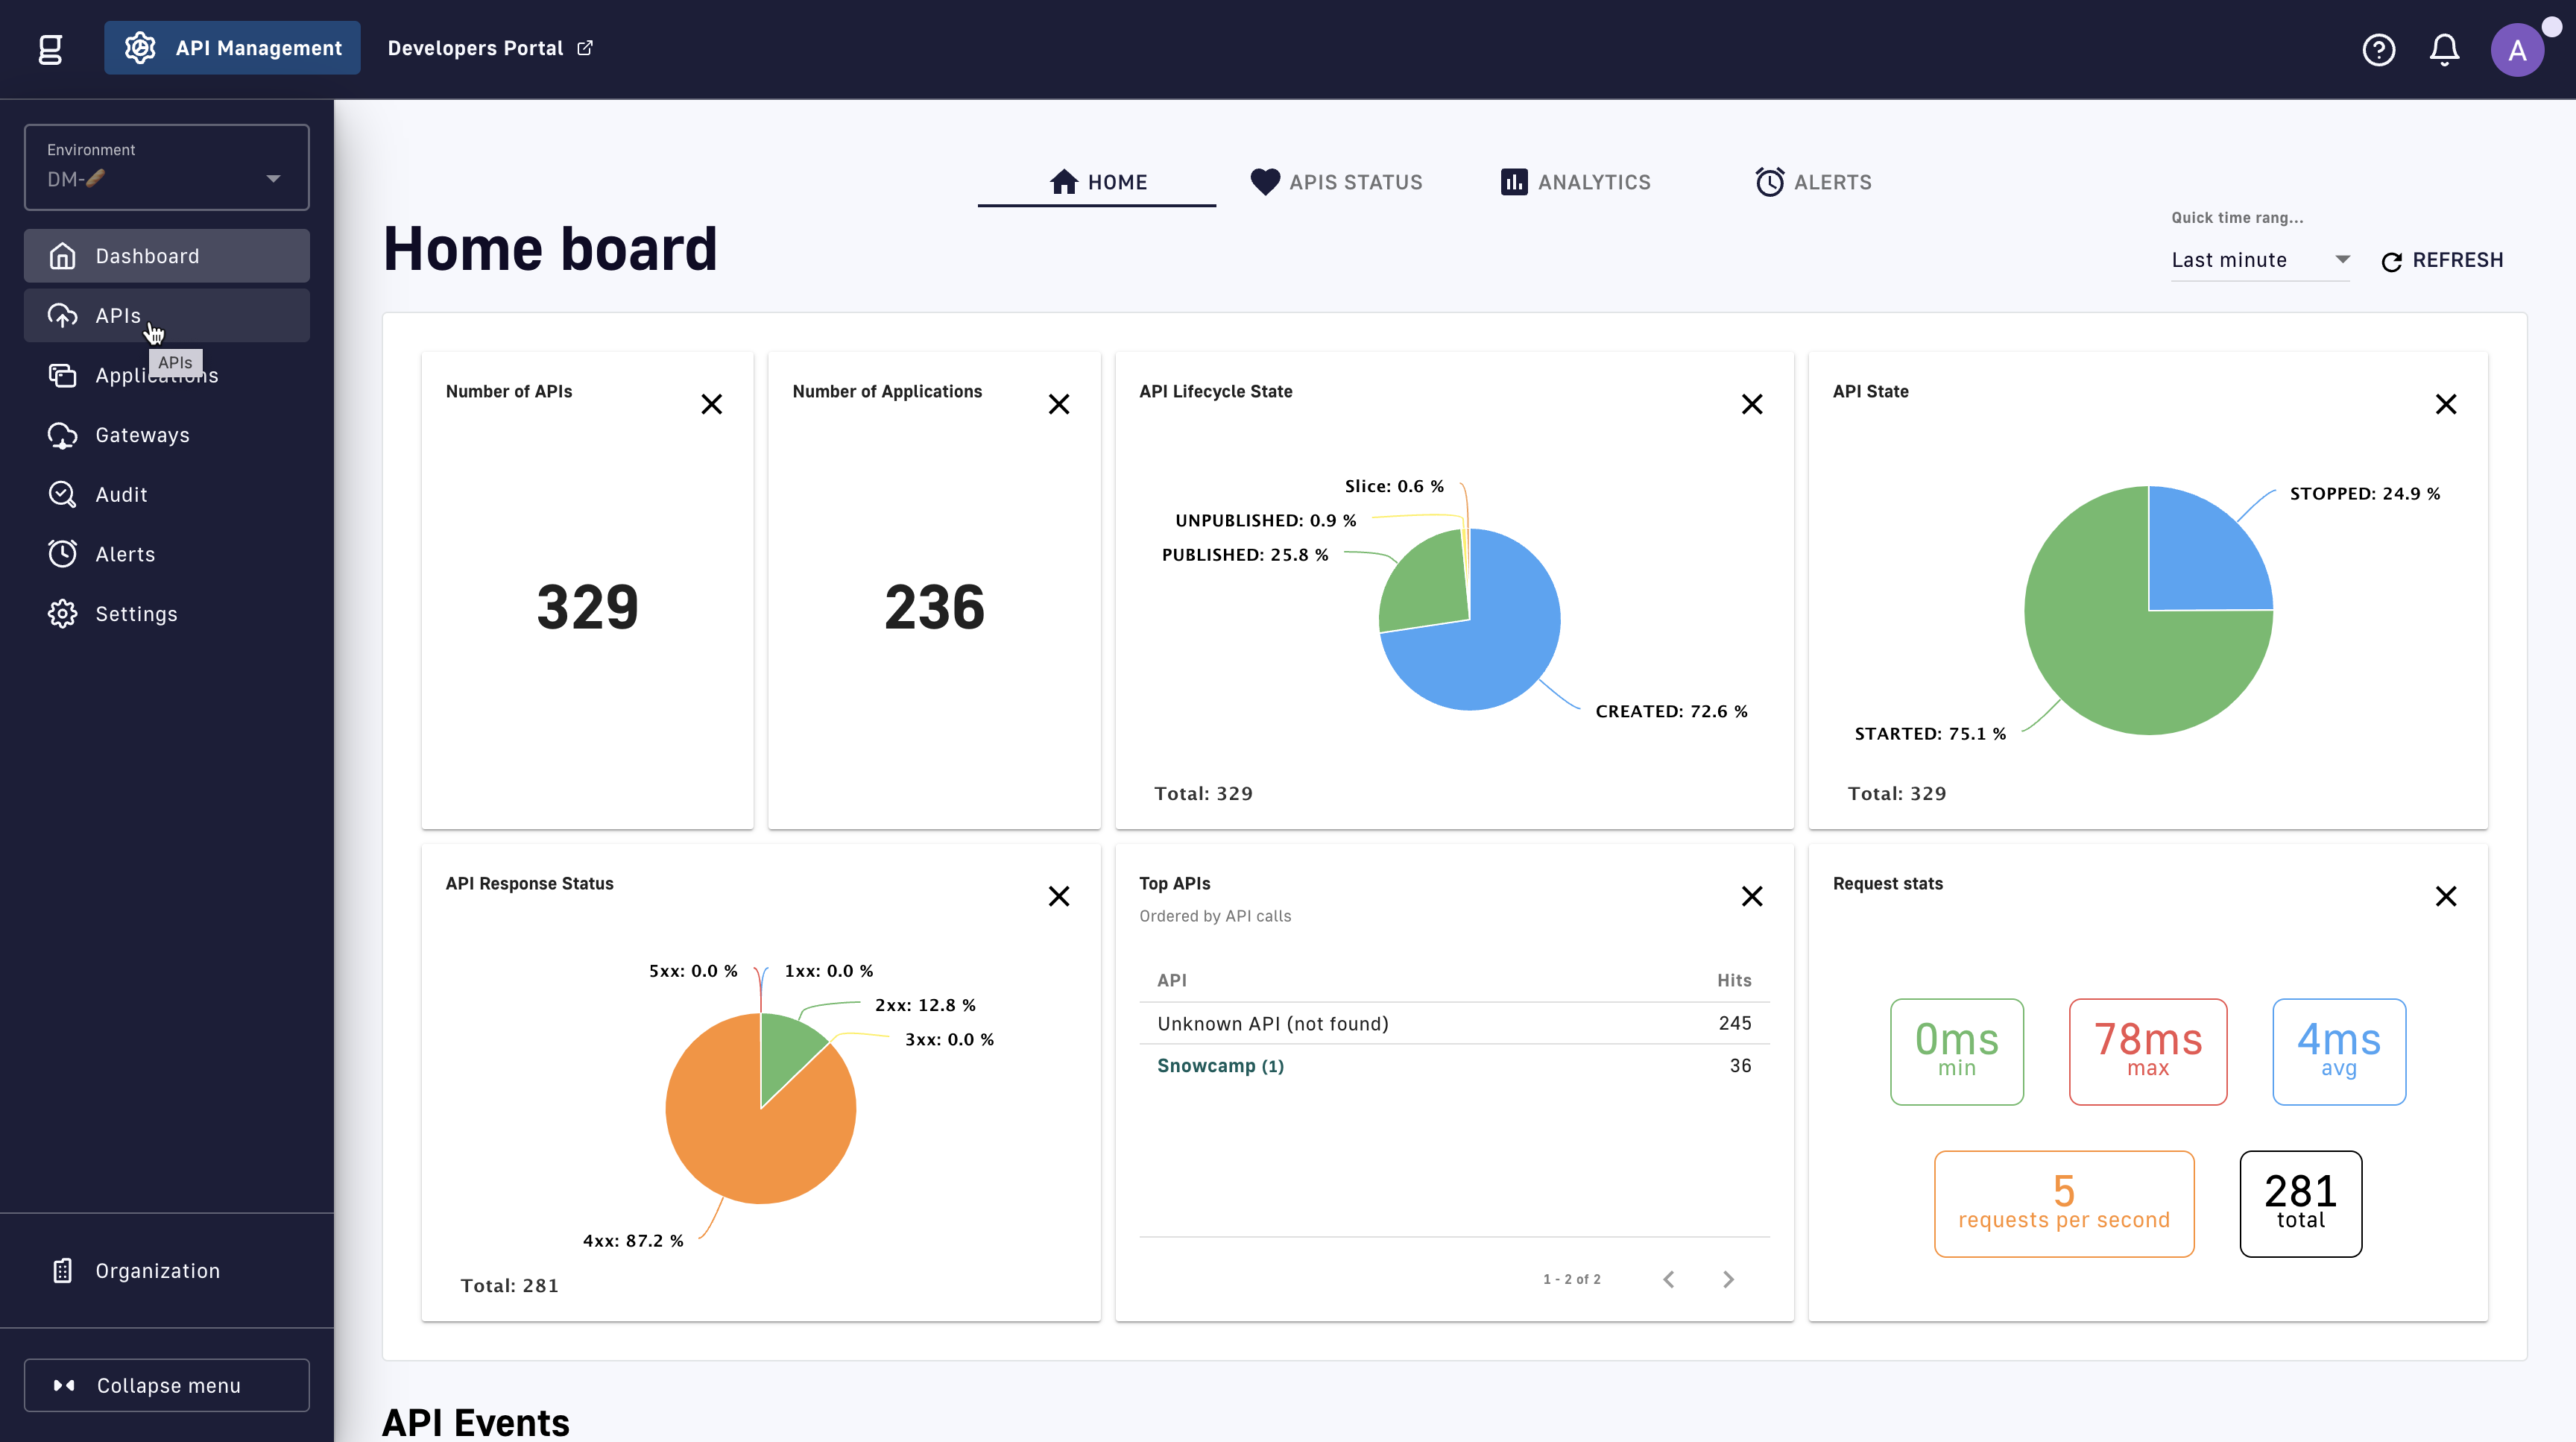 API Management
Developers Portal
A
Environment
DM-🥖
Dashboard
APIs
APIs
Applications
Gateways
Audit
Alerts
Settings
Organization
Collapse menu
HOME
APIS STATUS
ANALYTICS
ALERTS
Home board
Quick time rang...
Last minute
REFRESH
Number of APIs
329
Number of Applications
236
API Lifecycle State
Slice: 0.6 %
UNPUBLISHED: 0.9 %
PUBLISHED: 25.8 %
CREATED: 72.6 %
Total: 329
API State
STOPPED: 24.9 %
STARTED: 75.1 %
Total: 329
API Response Status
5xx: 0.0 %
1xx: 0.0 %
2xx: 12.8 %
3xx: 0.0 %
4xx: 87.2 %
Total: 281
Top APIs
Ordered by API calls
API Hits
Unknown API (not found) 245
Snowcamp (1) 36
1 - 2 of 2
Request stats
0ms
min
78ms
max
4ms
avg
5
requests per second
281
total
API Events